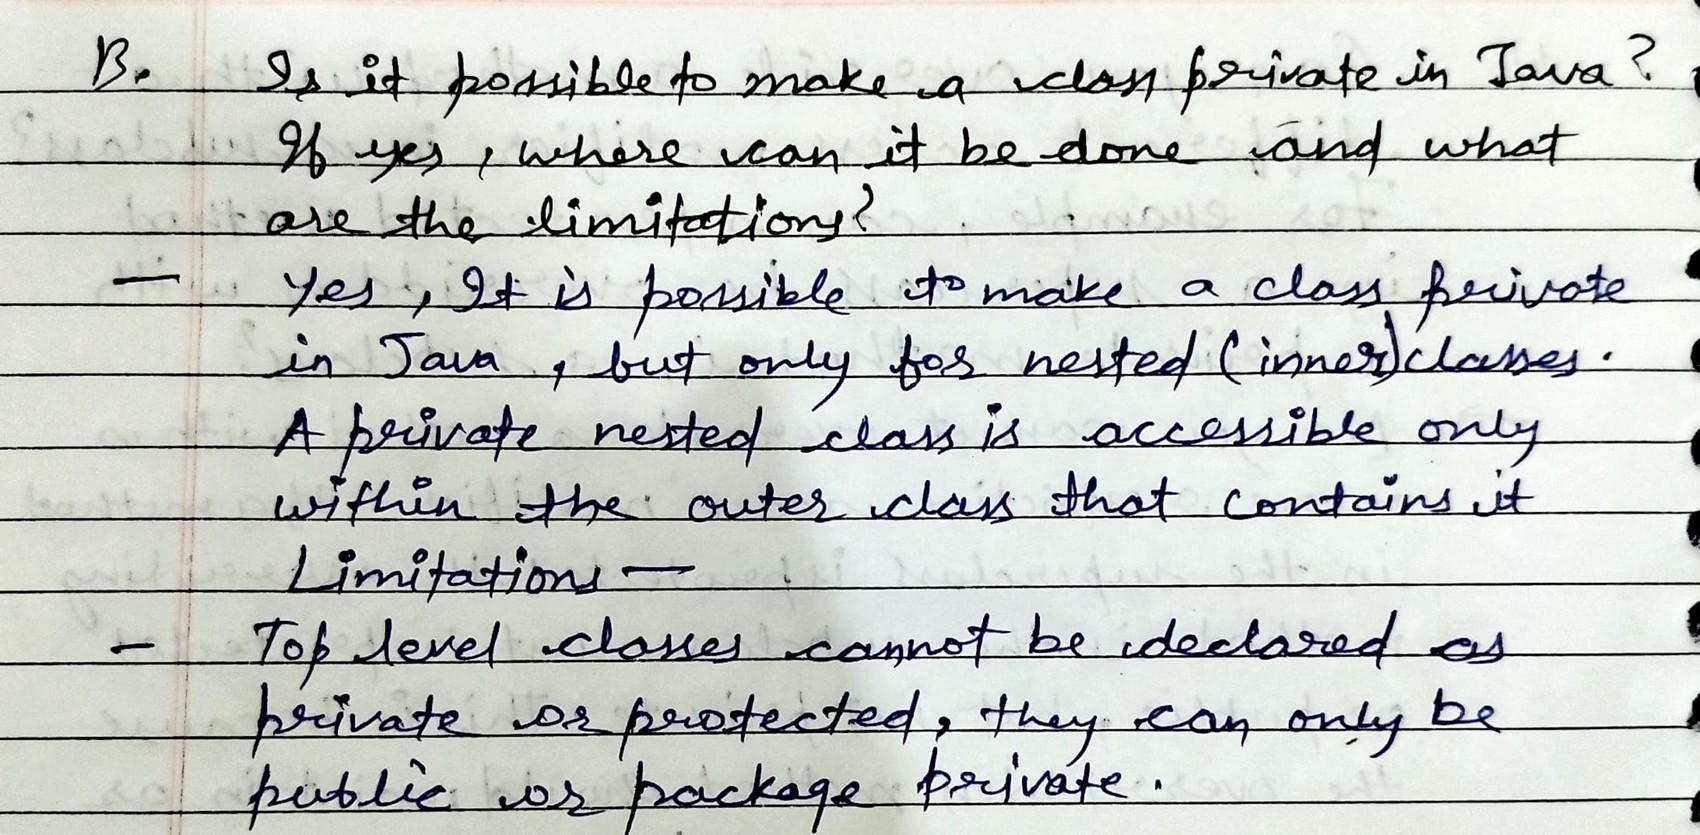 B. Is it possible to make a class private in Java?
If yes, where can it be done and what
are the limitations?
— Yes, It is possible to make a class private
in Java, but only for nested (inner) classes.
A private nested class is accessible only
within the outer class that contains it
Limitations —
– Top level classes cannot be declared as
private or protected, they can only be
public or package private.